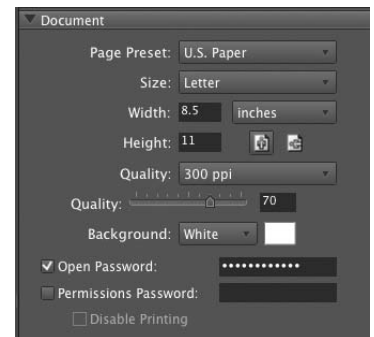 Document
Page Preset: U.S. Paper
Size: Letter
Width: 8.5 inches
Height: 11
Quality: 300 ppi
Quality: 70
Background: White
Open Password: ••••••••••••
Permissions Password:
Disable Printing